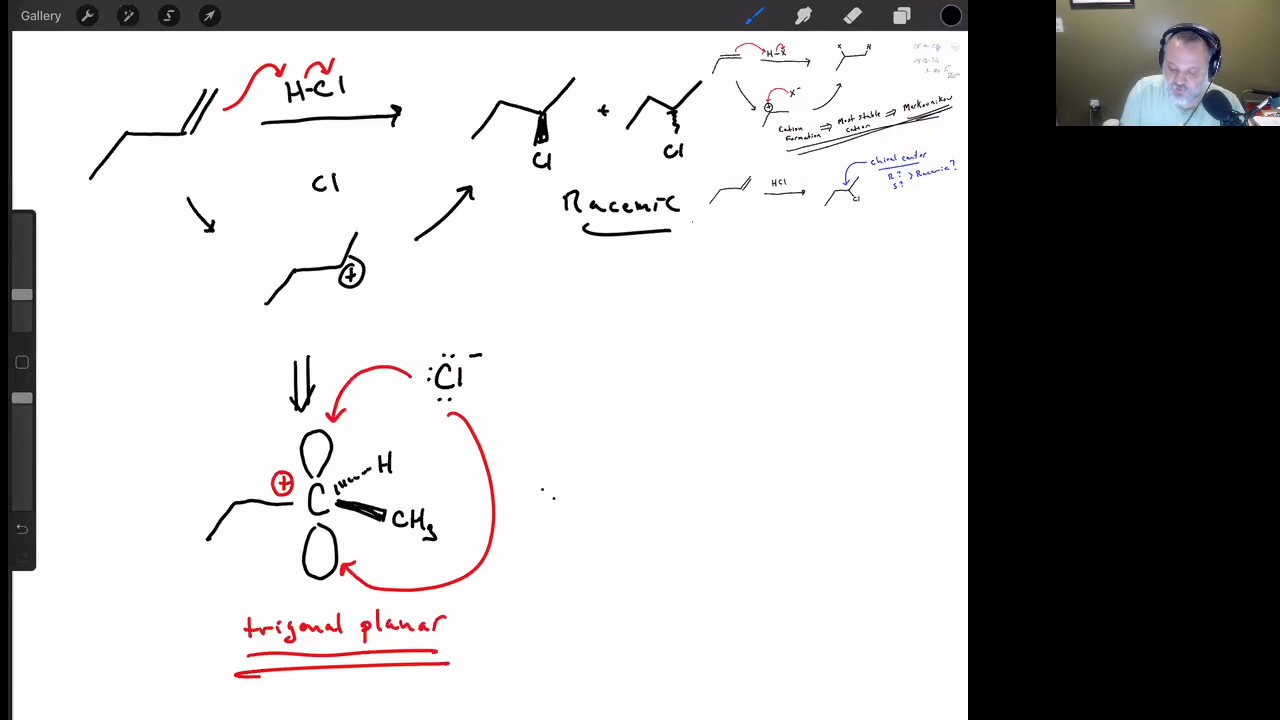 Gallery
H-Cl
+
Cl
Cl
Cl
Racemic
+
:Cl:⁻
+
H
C
CH3
trigonal planar
H-X
X
H
X⁻
+
Cation Formation ⇒ Most Stable cation ⇒ Markovnikov
HCl
Cl
chiral center
R?
S?
Racemic?